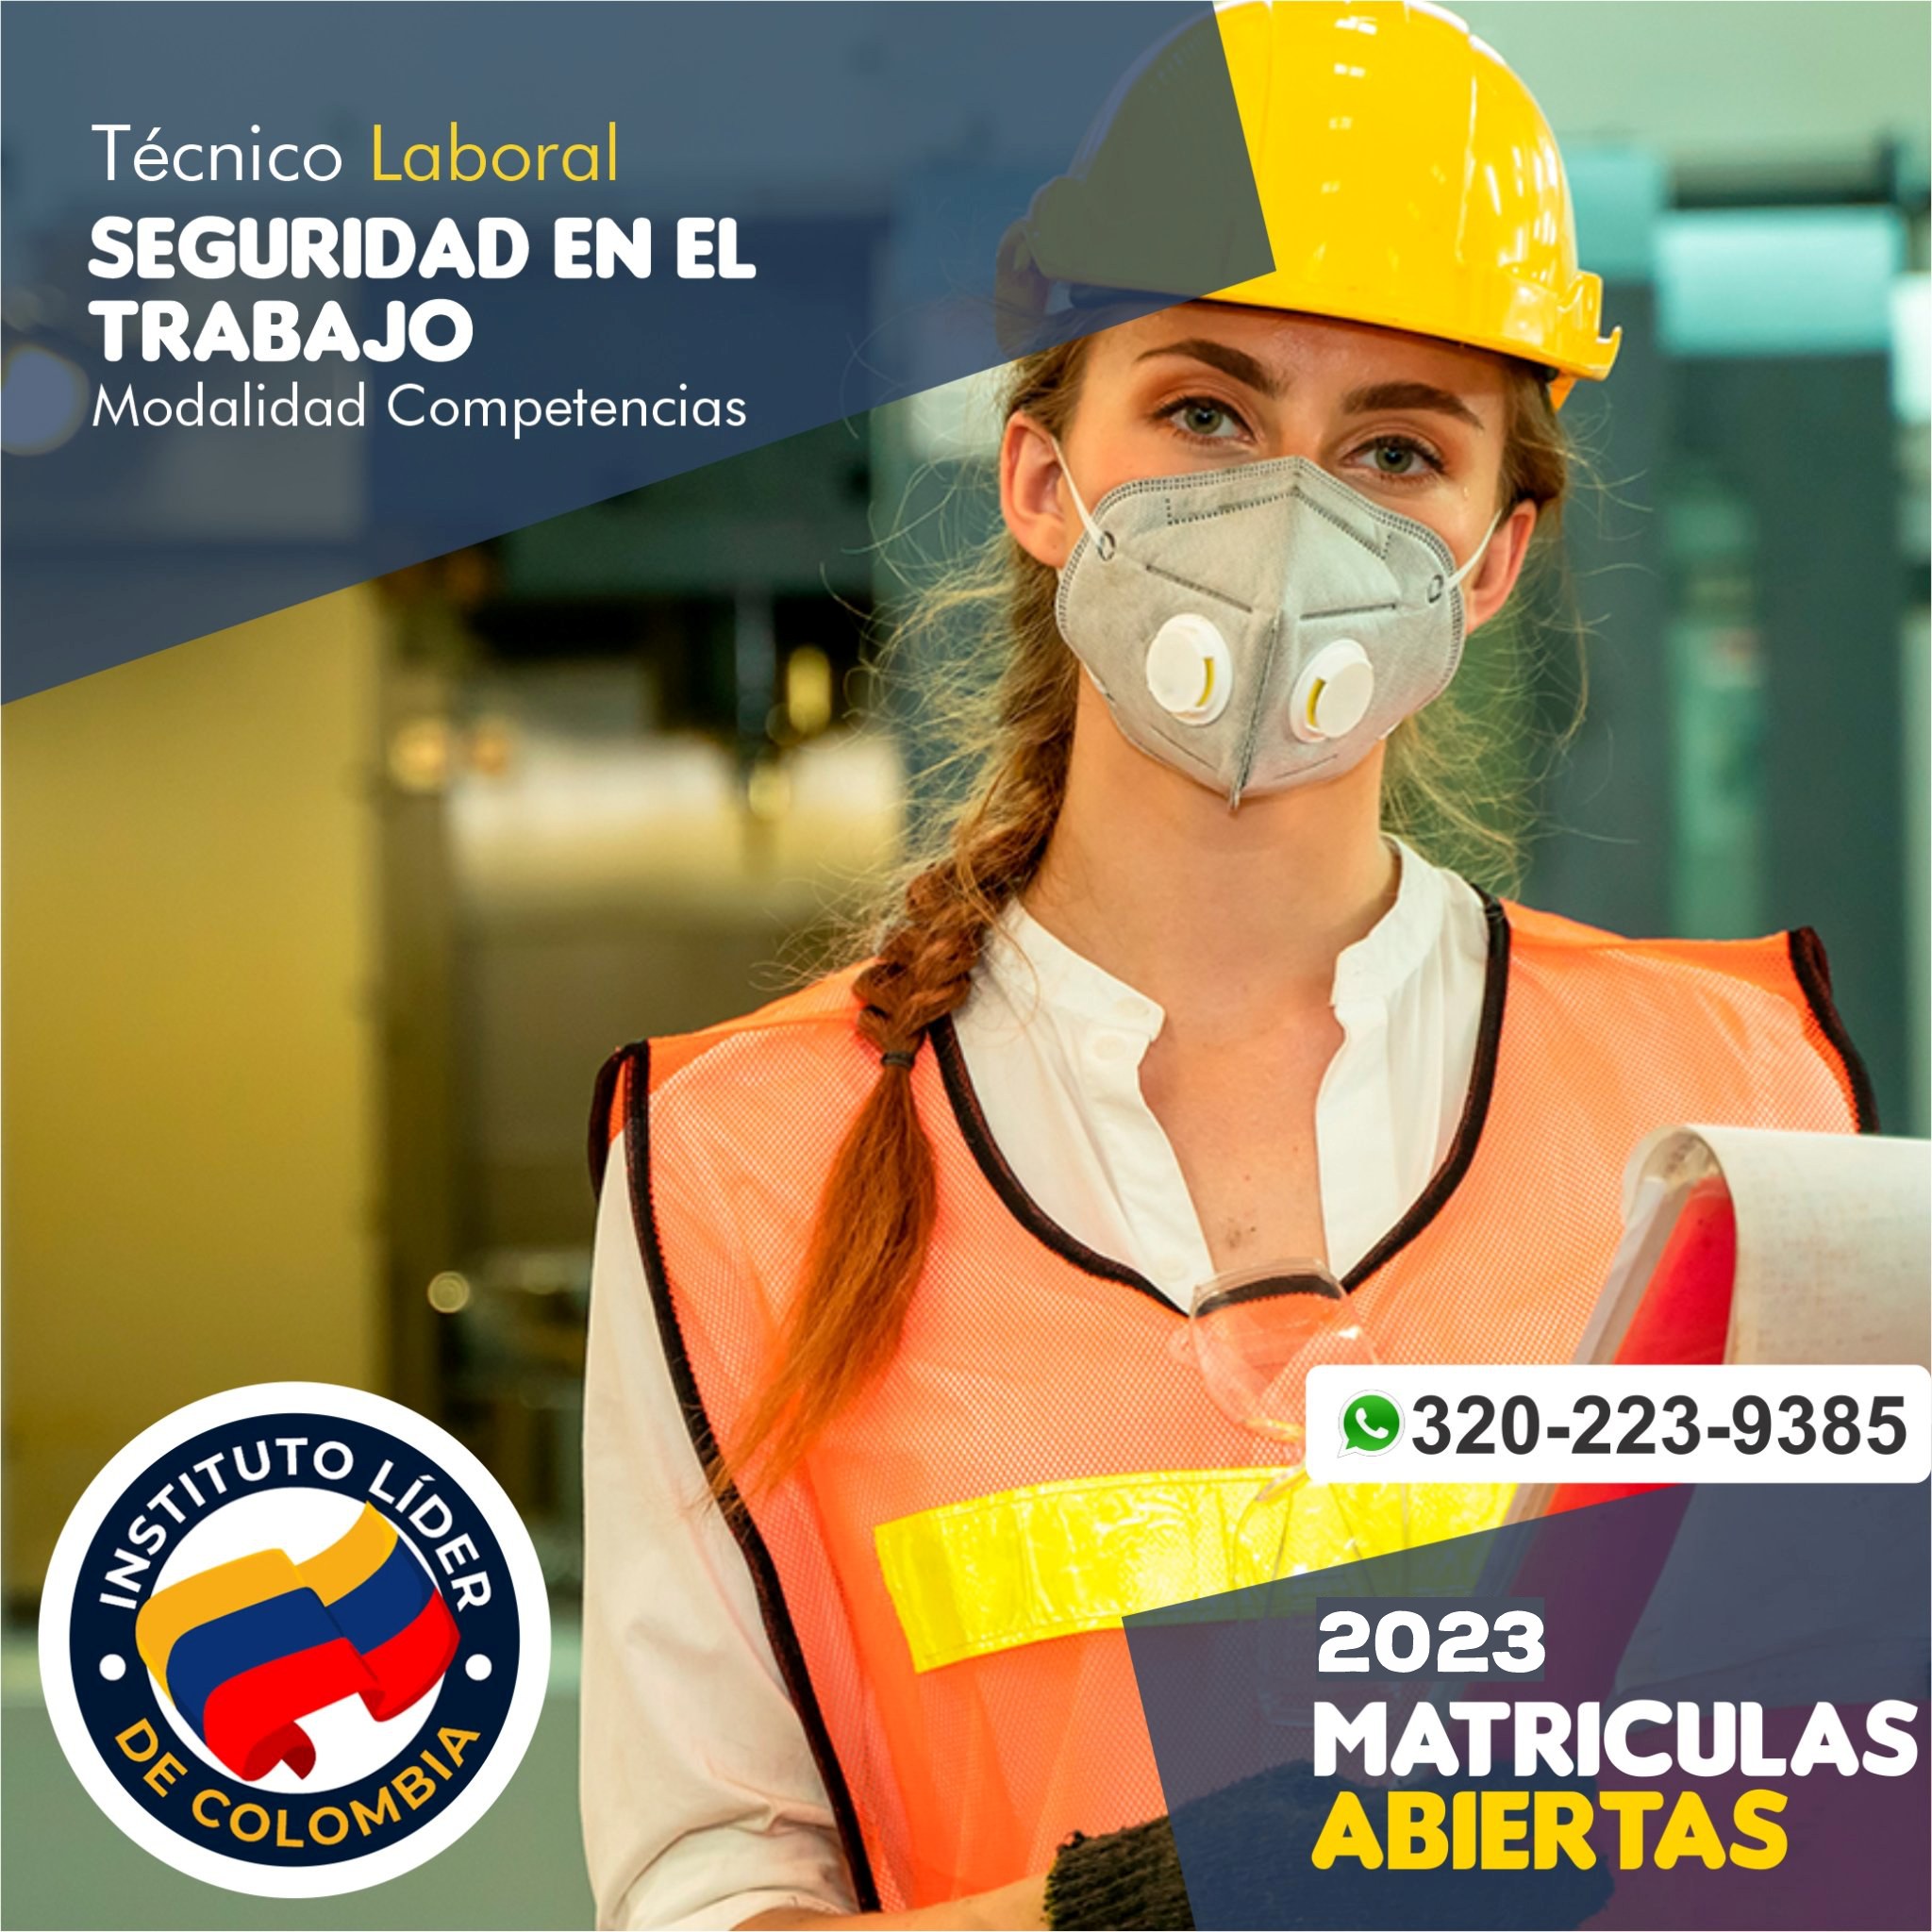 Técnico Laboral
SEGURIDAD EN EL
TRABAJO
Modalidad Competencias
320-223-9385
INSTITUTO LÍDER
DE COLOMBIA
2023
MATRICULAS
ABIERTAS